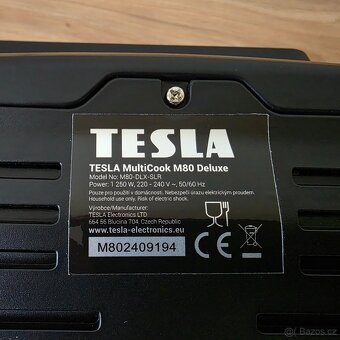 TESLA
TESLA MultiCook M80 Deluxe
Model No: M80-DLX-SLR
Power: 1 250 W, 220 - 240 V ~, 50/60 Hz
Pouze pro použití v domácnosti. Nebezpečí úrazu elektrickým proudem.
Household use only. Risk of electric shock.
Výrobce/Manufacturer:
TESLA Electronics LTD
664 56 Blucina 704, Czech Republic
www.tesla-electronics.eu
M802409194
CE
Bazoš.cz